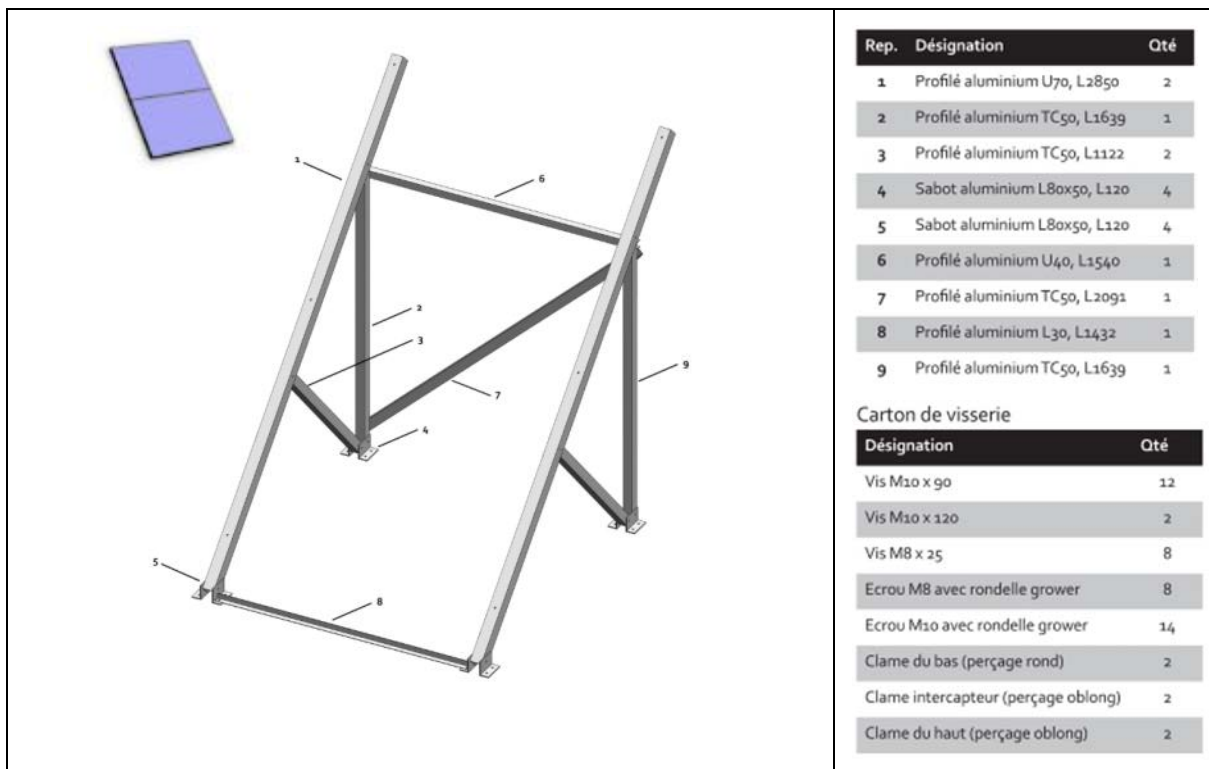 1
6
2
3
7
9
4
5
8
Rep. Désignation Qté
1 Profilé aluminium U70, L2850 2
2 Profilé aluminium TC50, L1639 1
3 Profilé aluminium TC50, L1122 2
4 Sabot aluminium L80x50, L120 4
5 Sabot aluminium L80x50, L120 4
6 Profilé aluminium U40, L1540 1
7 Profilé aluminium TC50, L2091 1
8 Profilé aluminium L30, L1432 1
9 Profilé aluminium TC50, L1639 1
Carton de visserie
Désignation Qté
Vis M10 x 90 12
Vis M10 x 120 2
Vis M8 x 25 8
Ecrou M8 avec rondelle grower 8
Ecrou M10 avec rondelle grower 14
Clame du bas (perçage rond) 2
Clame intercapteur (perçage oblong) 2
Clame du haut (perçage oblong) 2